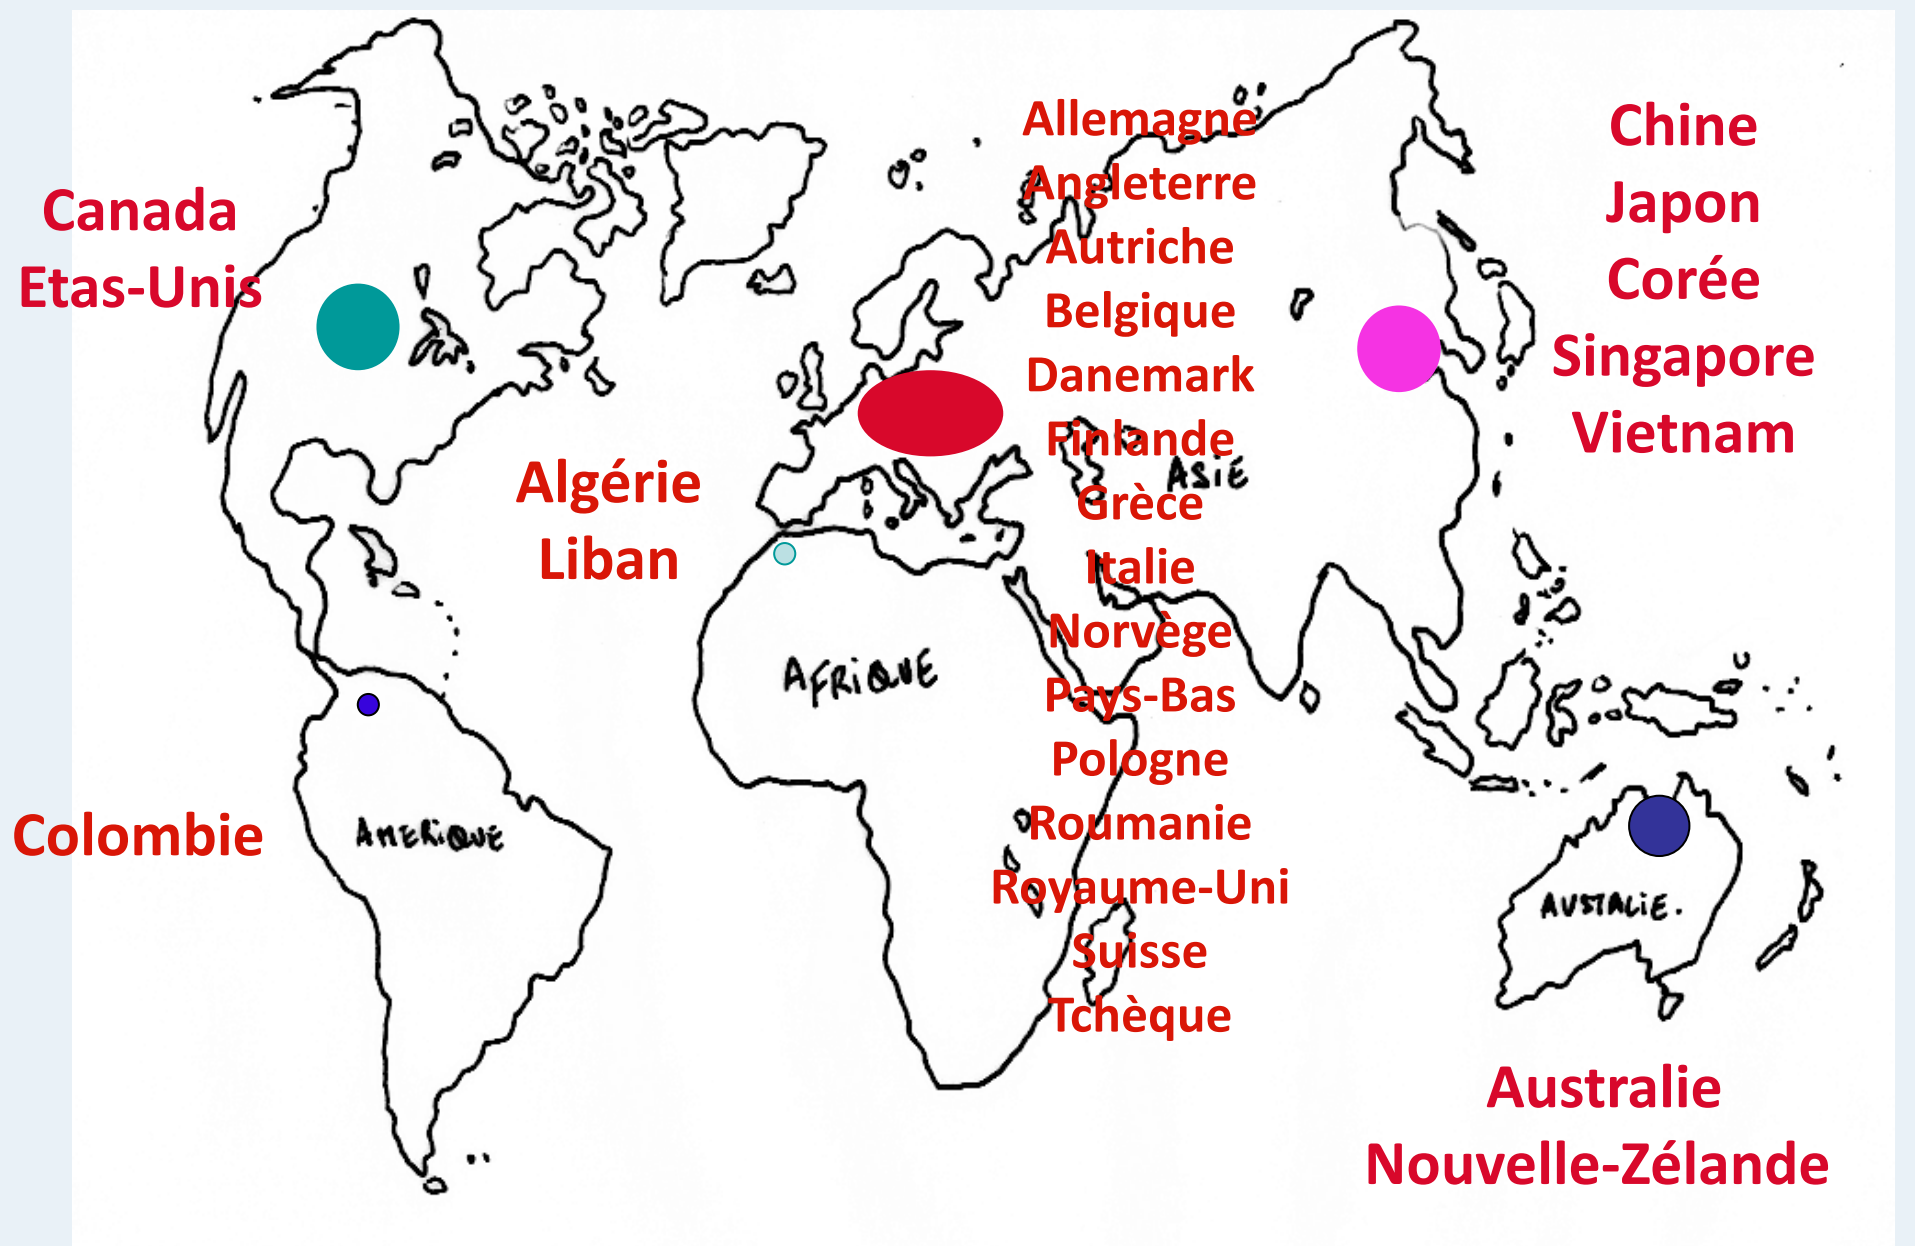 Canada
Etas-Unis
Algérie
Liban
Colombie
AMERiQUE
AFRiQUE
Allemagne
Angleterre
Autriche
Belgique
Danemark
Finlande
Grèce
Italie
Norvège
Pays-Bas
Pologne
Roumanie
Royaume-Uni
Suisse
Tchèque
ASiE
Chine
Japon
Corée
Singapore
Vietnam
AUSTALiE.
Australie
Nouvelle-Zélande